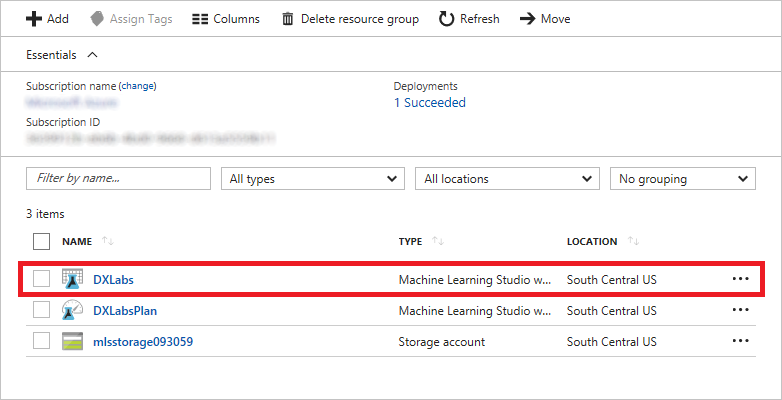 Add Assign Tags Columns Delete resource group Refresh Move
Essentials
Subscription name (change) Deployments
1 Succeeded
Subscription ID
Filter by name... All types All locations No grouping
3 items
NAME TYPE LOCATION
DXLabs Machine Learning Studio w... South Central US ...
DXLabsPlan Machine Learning Studio w... South Central US ...
mlsstorage093059 Storage account South Central US ...